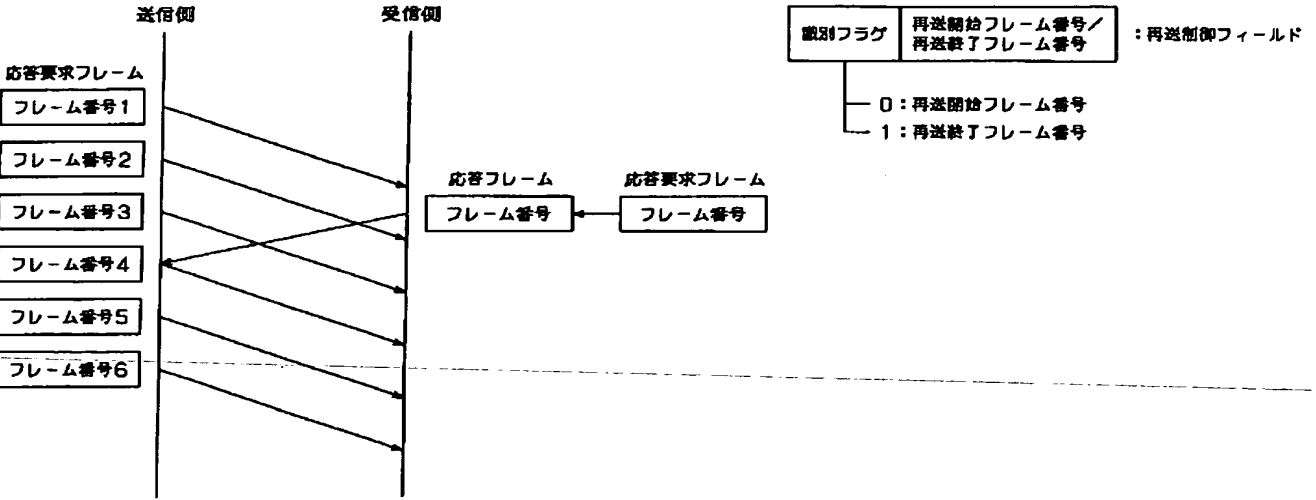 送信側
受信側
応答要求フレーム
フレーム番号1
フレーム番号2
フレーム番号3
フレーム番号4
フレーム番号5
フレーム番号6
応答フレーム
応答要求フレーム
フレーム番号
フレーム番号
識別フラグ
再送開始フレーム番号/
再送終了フレーム番号
:再送制御フィールド
0:再送開始フレーム番号
1:再送終了フレーム番号